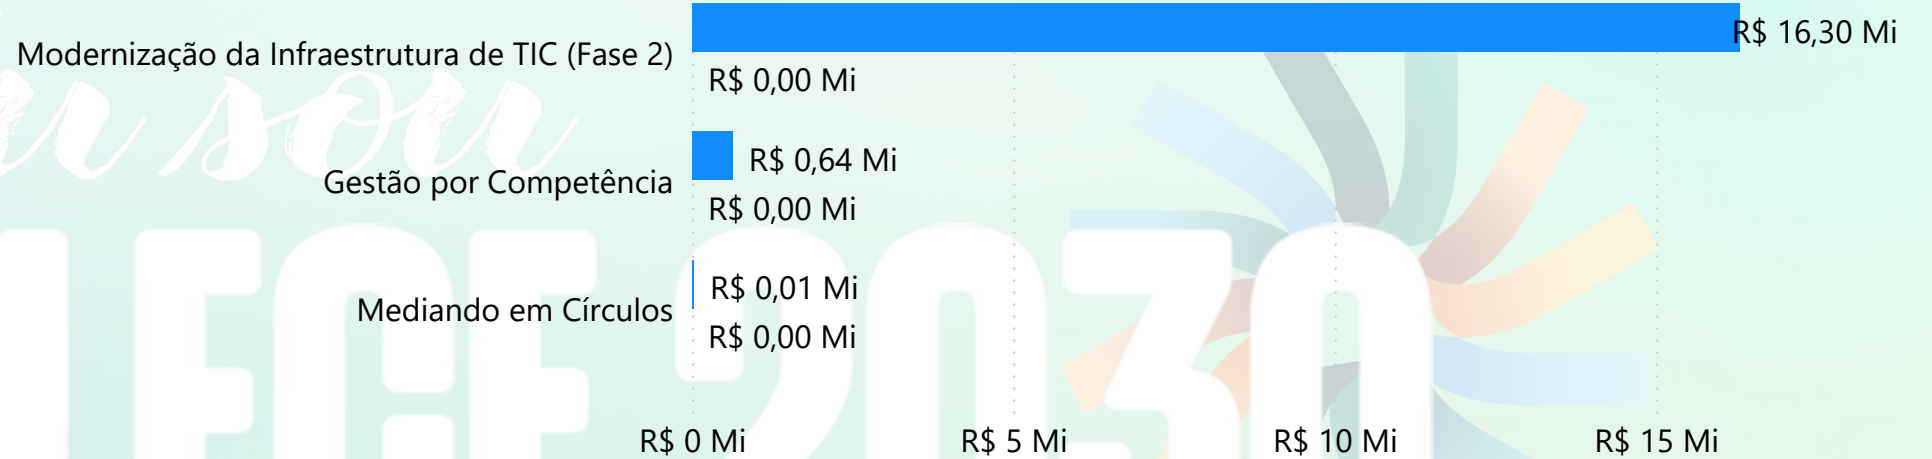 Modernização da Infraestrutura de TIC (Fase 2)
R$ 16,30 Mi
R$ 0,00 Mi
Gestão por Competência
R$ 0,64 Mi
R$ 0,00 Mi
Mediando em Círculos
R$ 0,01 Mi
R$ 0,00 Mi
R$ 0 Mi
R$ 5 Mi
R$ 10 Mi
R$ 15 Mi
sou
2030